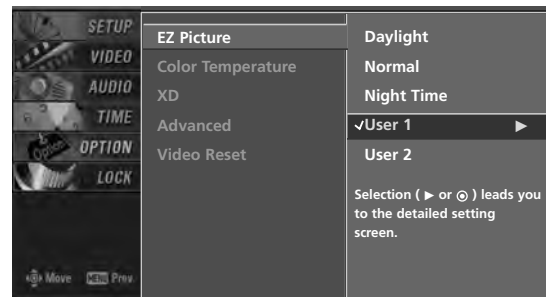 SETUP
VIDEO
AUDIO
TIME
OPTION
LOCK
Move MENU Prev.
EZ Picture
Color Temperature
XD
Advanced
Video Reset
Daylight
Normal
Night Time
✓User 1 ▶
User 2
Selection ( ▶ or ◉ ) leads you
to the detailed setting
screen.